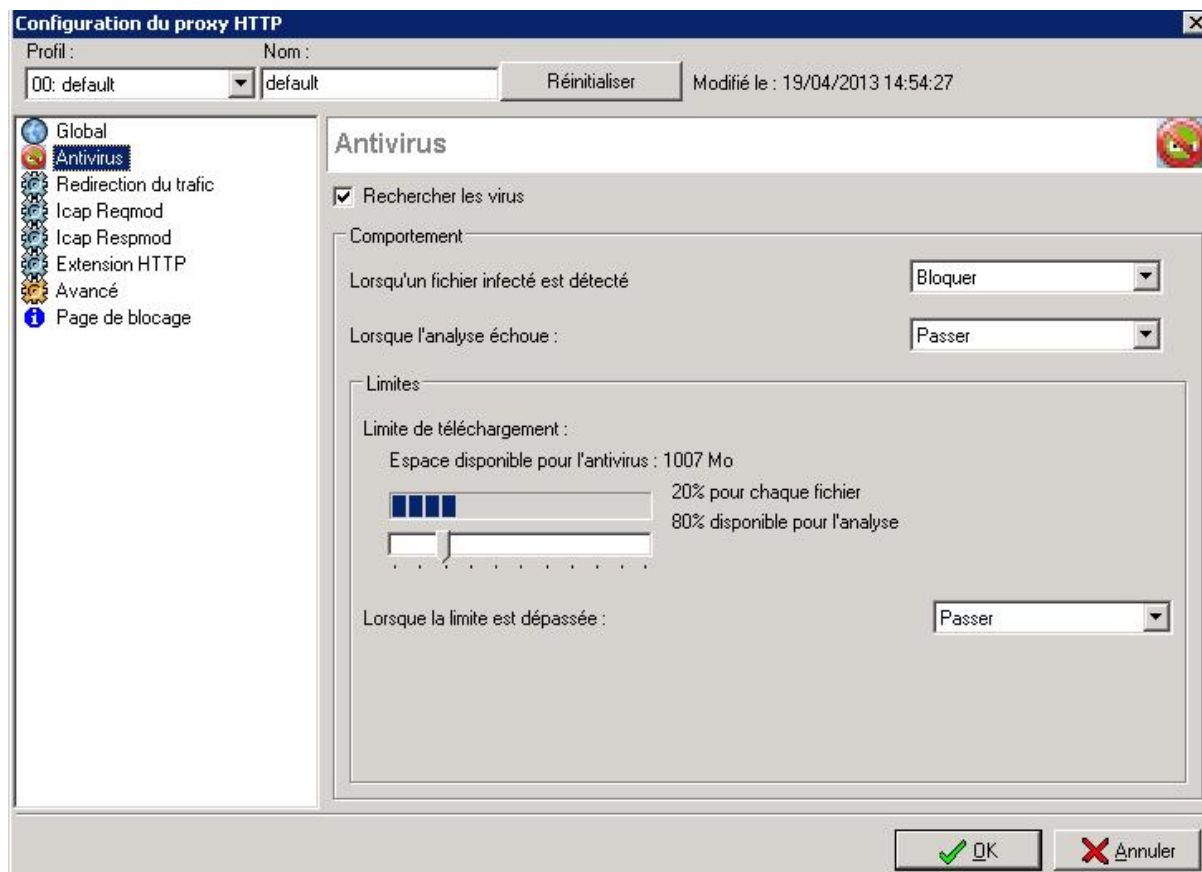 Configuration du proxy HTTP
Profil : Nom :
00: default default Réinitialiser Modifié le : 19/04/2013 14:54:27
Global
Antivirus
Redirection du trafic
Icap Reqmod
Icap Respmod
Extension HTTP
Avancé
Page de blocage
Antivirus
Rechercher les virus
Comportement
Lorsqu'un fichier infecté est détecté Bloquer
Lorsque l'analyse échoue : Passer
Limites
Limite de téléchargement :
Espace disponible pour l'antivirus : 1007 Mo
20% pour chaque fichier
80% disponible pour l'analyse
Lorsque la limite est dépassée : Passer
OK Annuler